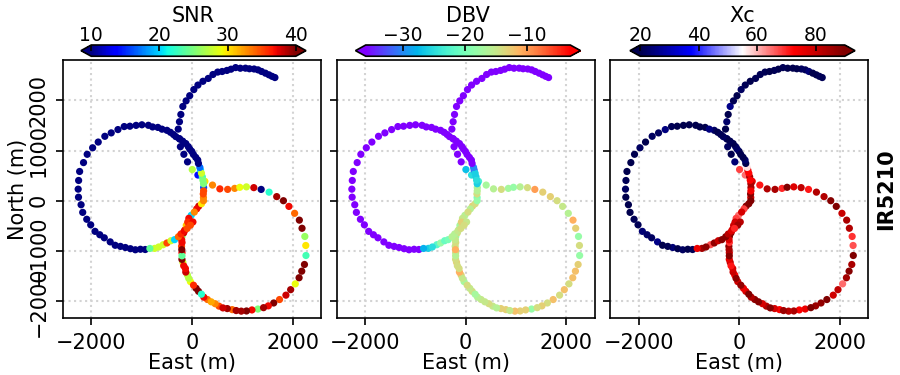 SNR DBV Xc
10 20 30 40 −30 −20 −10 20 40 60 80
North (m)
2000
1000
0
−1000
−2000
IR5210
−2000 0 2000 −2000 0 2000 −2000 0 2000
East (m) East (m) East (m)